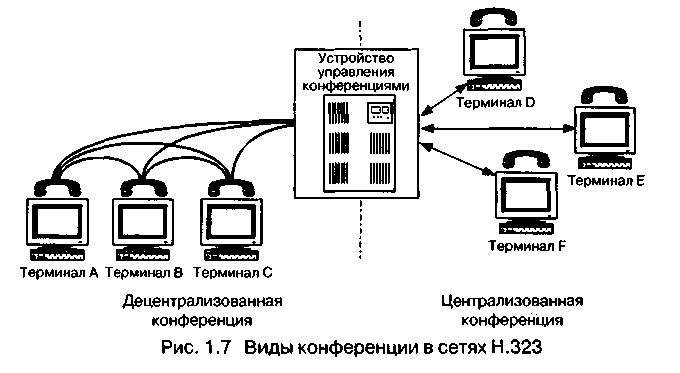 Устройство
управления
конференциями
Терминал D
Терминал E
Терминал F
Терминал A Терминал B Терминал C
Децентрализованная
конференция
Централизованная
конференция
Рис. 1.7 Виды конференции в сетях H.323